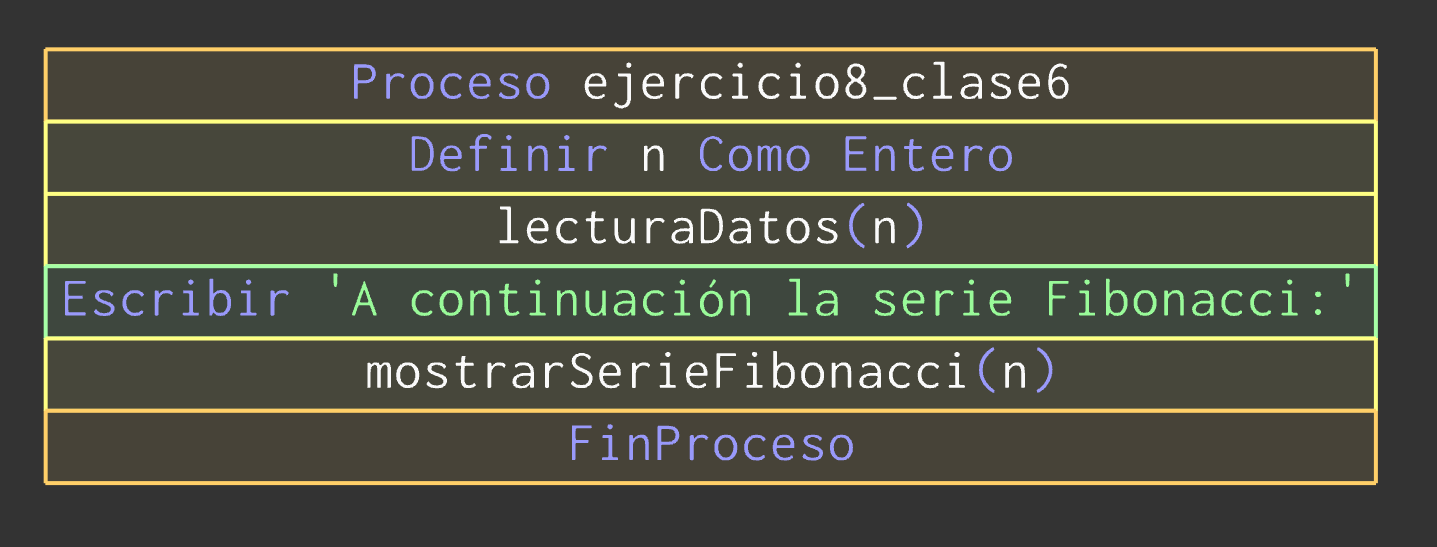 Proceso ejercicio8_clase6
Definir n Como Entero
lecturaDatos(n)
Escribir 'A continuación la serie Fibonacci:'
mostrarSerieFibonacci(n)
FinProceso